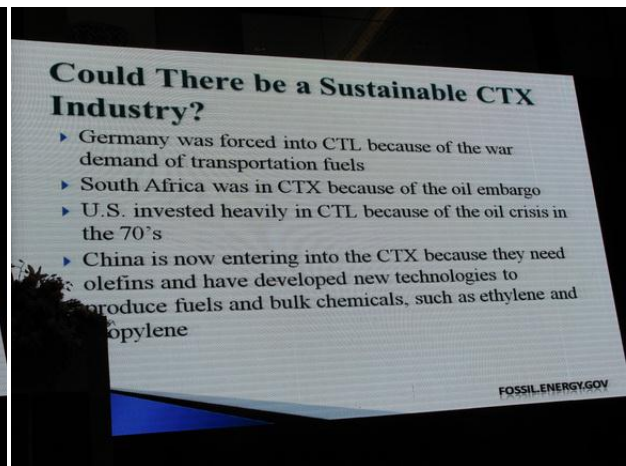 Could There be a Sustainable CTX
Industry?
Germany was forced into CTL because of the war
demand of transportation fuels
South Africa was in CTX because of the oil embargo
U.S. invested heavily in CTL because of the oil crisis in
the 70's
China is now entering into the CTX because they need
olefins and have developed new technologies to
produce fuels and bulk chemicals, such as ethylene and
opylene
FOSSIL.ENERGY.GOV